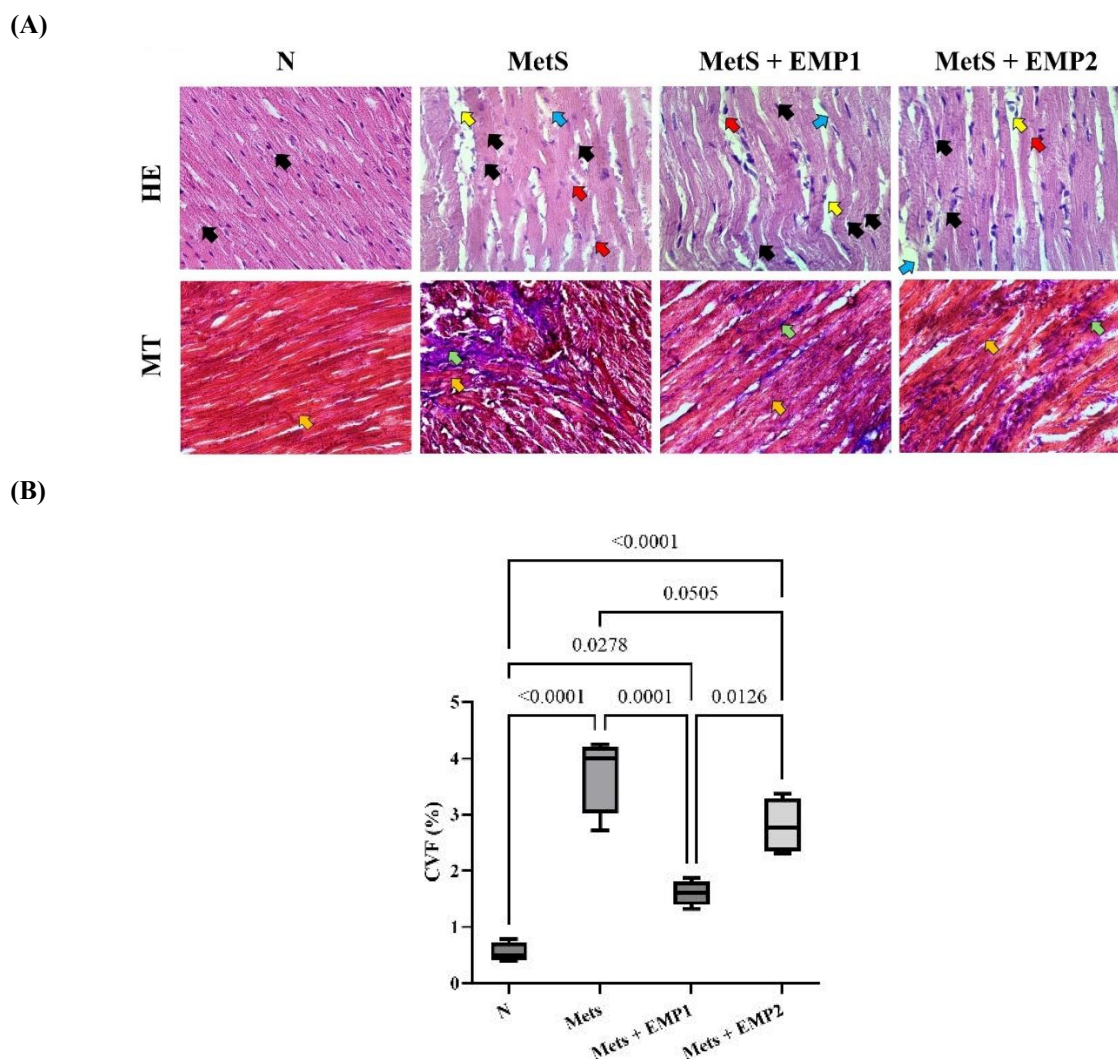 (A)
N MetS MetS + EMP1 MetS + EMP2
HE
MT
(B)
<0.0001
0.0505
0.0278
<0.0001 0.0001 0.0126
5
4
3
2
1
0
CVF (%)
N Mets Mets + EMP1 Mets + EMP2